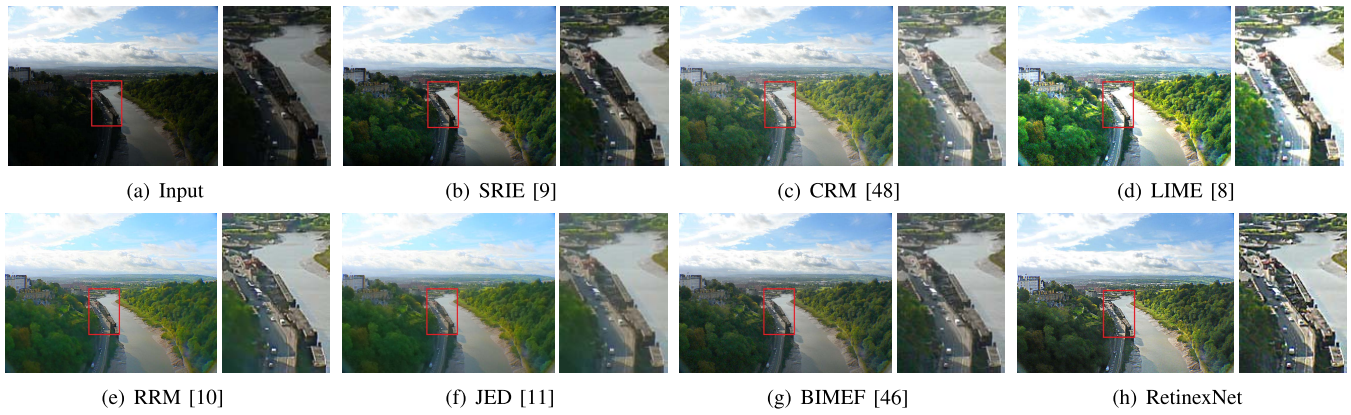 (a) Input
(b) SRIE [9]
(c) CRM [48]
(d) LIME [8]
(e) RRM [10]
(f) JED [11]
(g) BIMEF [46]
(h) RetinexNet